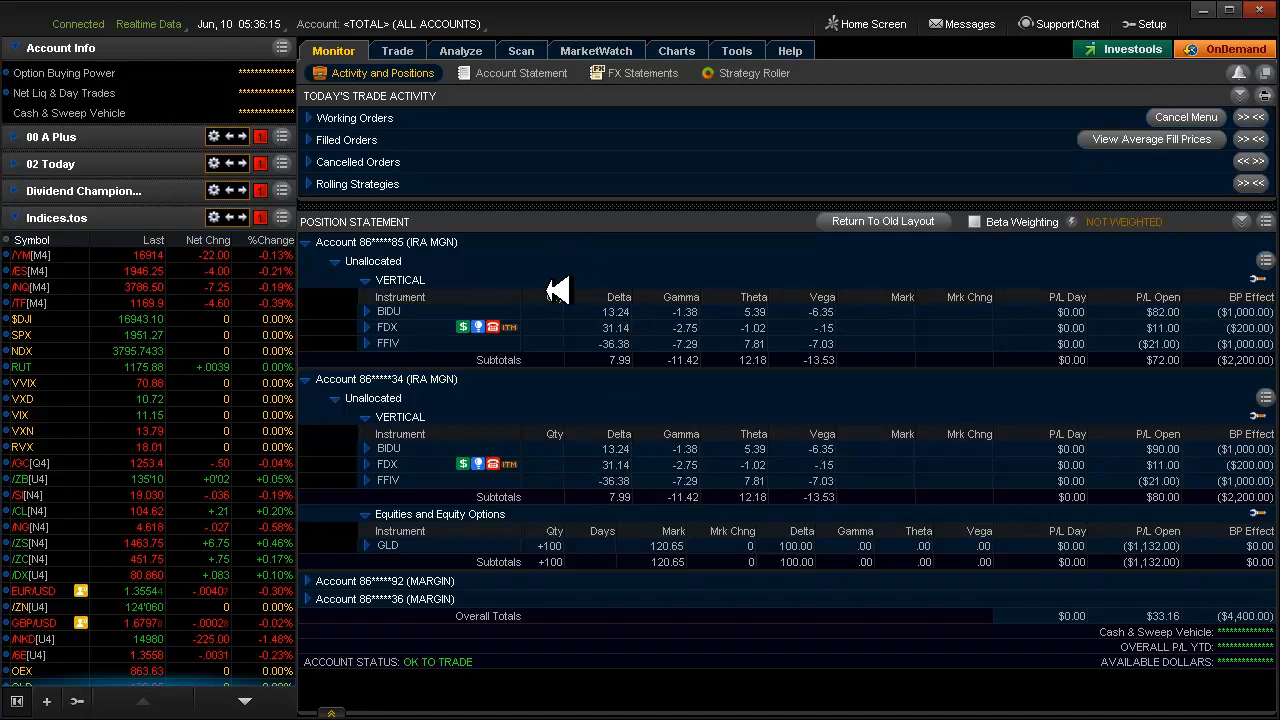 Connected Realtime Data Jun, 10 05:36:15 Account: <TOTAL> (ALL ACCOUNTS) Home Screen Messages Support/Chat Setup
Account Info
Option Buying Power *************
Net Liq & Day Trades *************
Cash & Sweep Vehicle *************
00 A Plus 1
02 Today 1
Dividend Champion... 1
Indices.tos 1
Symbol Last Net Chng %Change
/YM[M4] 16914 -22.00 -0.13%
/ES[M4] 1946.25 -4.00 -0.21%
/NQ[M4] 3786.50 -7.25 -0.19%
/TF[M4] 1169.9 -4.60 -0.39%
$DJI 16943.10 0 0.00%
SPX 1951.27 0 0.00%
NDX 3795.7433 0 0.00%
RUT 1175.88 +.0039 0.00%
VVIX 70.88 0 0.00%
VXD 10.72 0 0.00%
VIX 11.15 0 0.00%
VXN 13.79 0 0.00%
RVX 18.01 0 0.00%
/GC[Q4] 1253.4 -.50 -0.04%
/ZB[U4] 135'10 +0'02 +0.05%
/SI[N4] 19.030 -.036 -0.19%
/CL[N4] 104.62 +.21 +0.20%
/NG[N4] 4.618 -.027 -0.58%
/ZS[N4] 1463.75 +6.75 +0.46%
/ZC[N4] 451.75 +.75 +0.17%
/DX[U4] 80.860 +.083 +0.10%
EUR/USD 1.3554 -.0040 -0.30%
/ZN[U4] 124'060 0 0.00%
GBP/USD 1.6797 -.0002 -0.02%
/NKD[U4] 14980 -225.00 -1.48%
/6E[U4] 1.3558 -.0031 -0.23%
OEX 863.63 0 0.00%
Monitor Trade Analyze Scan MarketWatch Charts Tools Help Investools OnDemand
Activity and Positions Account Statement FX Statements Strategy Roller
TODAY'S TRADE ACTIVITY
Working Orders Cancel Menu >> <<
Filled Orders View Average Fill Prices >> <<
Cancelled Orders << >>
Rolling Strategies >> <<
POSITION STATEMENT Return To Old Layout Beta Weighting NOT WEIGHTED
Account 86*****85 (IRA MGN)
Unallocated
VERTICAL
Instrument Delta Gamma Theta Vega Mark Mrk Chng P/L Day P/L Open BP Effect
BIDU 13.24 -1.38 5.39 -6.35 $0.00 $82.00 ($1,000.00)
FDX $ ITM 31.14 -2.75 -1.02 -.15 $0.00 $11.00 ($200.00)
FFIV -36.38 -7.29 7.81 -7.03 $0.00 ($21.00) ($1,000.00)
Subtotals 7.99 -11.42 12.18 -13.53 $0.00 $72.00 ($2,200.00)
Account 86*****34 (IRA MGN)
Unallocated
VERTICAL
Instrument Qty Delta Gamma Theta Vega Mark Mrk Chng P/L Day P/L Open BP Effect
BIDU 13.24 -1.38 5.39 -6.35 $0.00 $90.00 ($1,000.00)
FDX $ ITM 31.14 -2.75 -1.02 -.15 $0.00 $11.00 ($200.00)
FFIV -36.38 -7.29 7.81 -7.03 $0.00 ($21.00) ($1,000.00)
Subtotals 7.99 -11.42 12.18 -13.53 $0.00 $80.00 ($2,200.00)
Equities and Equity Options
Instrument Qty Days Mark Mrk Chng Delta Gamma Theta Vega P/L Day P/L Open BP Effect
GLD +100 120.65 0 100.00 .00 .00 .00 $0.00 ($1,132.00) $0.00
Subtotals +100 120.65 0 100.00 .00 .00 .00 $0.00 ($1,132.00) $0.00
Account 86*****92 (MARGIN)
Account 86*****36 (MARGIN)
Overall Totals $0.00 $33.16 ($4,400.00)
Cash & Sweep Vehicle: *************
OVERALL P/L YTD: *************
ACCOUNT STATUS: OK TO TRADE AVAILABLE DOLLARS: *************